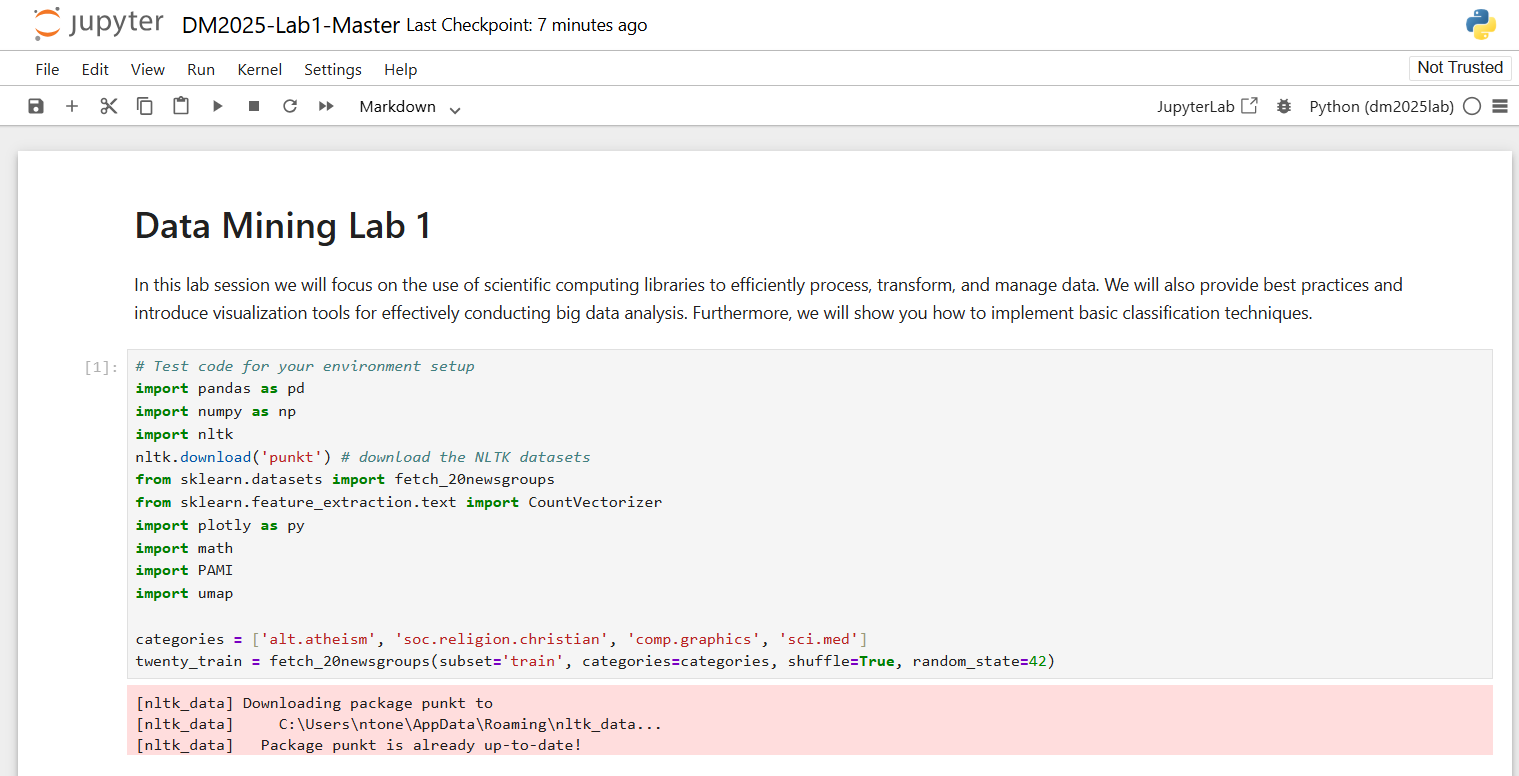 jupyter DM2025-Lab1-Master Last Checkpoint: 7 minutes ago
File Edit View Run Kernel Settings Help Not Trusted
Markdown JupyterLab Python (dm2025lab)
Data Mining Lab 1
In this lab session we will focus on the use of scientific computing libraries to efficiently process, transform, and manage data. We will also provide best practices and
introduce visualization tools for effectively conducting big data analysis. Furthermore, we will show you how to implement basic classification techniques.
[1]: # Test code for your environment setup
import pandas as pd
import numpy as np
import nltk
nltk.download('punkt') # download the NLTK datasets
from sklearn.datasets import fetch_20newsgroups
from sklearn.feature_extraction.text import CountVectorizer
import plotly as py
import math
import PAMI
import umap
categories = ['alt.atheism', 'soc.religion.christian', 'comp.graphics', 'sci.med']
twenty_train = fetch_20newsgroups(subset='train', categories=categories, shuffle=True, random_state=42)
[nltk_data] Downloading package punkt to
[nltk_data]     C:\Users\ntone\AppData\Roaming\nltk_data...
[nltk_data]   Package punkt is already up-to-date!